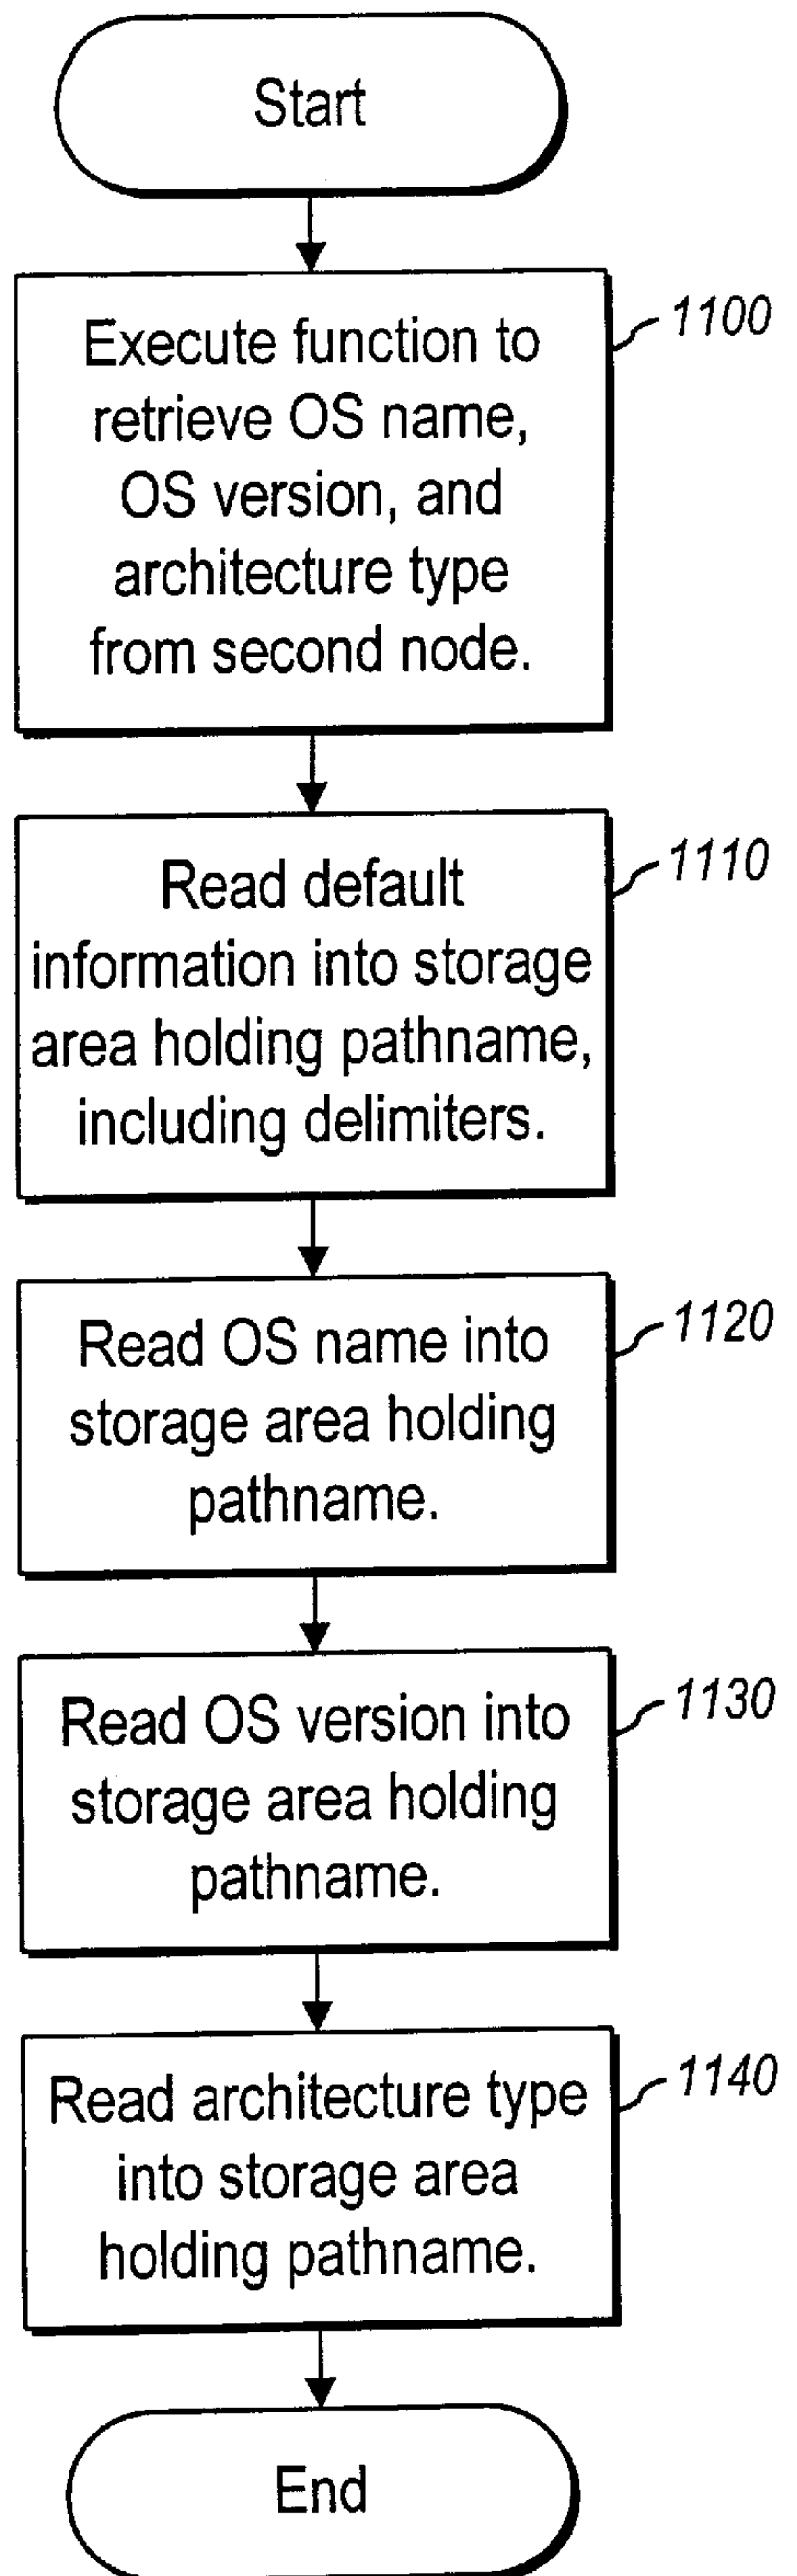 Start
Execute function to
retrieve OS name,
OS version, and
architecture type
from second node.
1100
Read default
information into storage
area holding pathname,
including delimiters.
1110
Read OS name into
storage area holding
pathname.
1120
Read OS version into
storage area holding
pathname.
1130
Read architecture type
into storage area
holding pathname.
1140
End